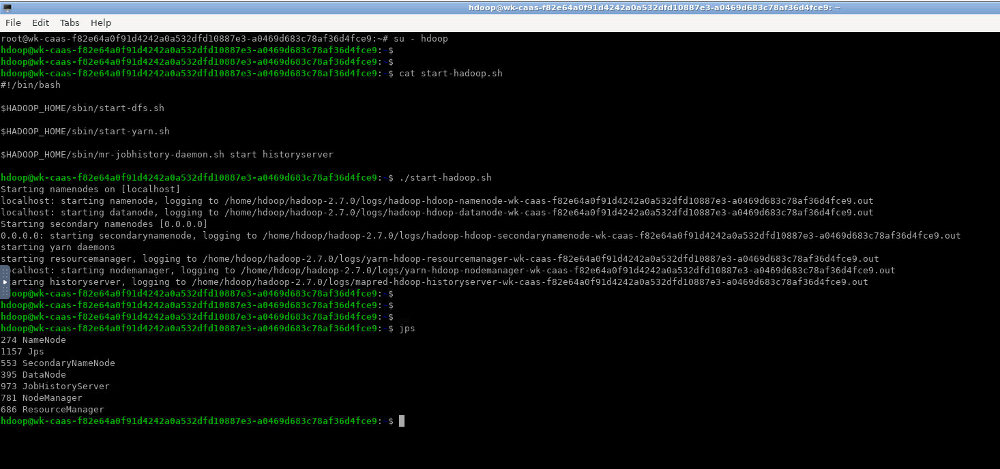 hdoop@wk-caas-f82e64a0f91d4242a0a532dfd10887e3-a0469d683c78af36d4fce9: ~
File Edit Tabs Help
root@wk-caas-f82e64a0f91d4242a0a532dfd10887e3-a0469d683c78af36d4fce9:~# su - hdoop
hdoop@wk-caas-f82e64a0f91d4242a0a532dfd10887e3-a0469d683c78af36d4fce9:~$
hdoop@wk-caas-f82e64a0f91d4242a0a532dfd10887e3-a0469d683c78af36d4fce9:~$
hdoop@wk-caas-f82e64a0f91d4242a0a532dfd10887e3-a0469d683c78af36d4fce9:~$ cat start-hadoop.sh
#!/bin/bash
$HADOOP_HOME/sbin/start-dfs.sh
$HADOOP_HOME/sbin/start-yarn.sh
$HADOOP_HOME/sbin/mr-jobhistory-daemon.sh start historyserver
hdoop@wk-caas-f82e64a0f91d4242a0a532dfd10887e3-a0469d683c78af36d4fce9:~$ ./start-hadoop.sh
Starting namenodes on [localhost]
localhost: starting namenode, logging to /home/hdoop/hadoop-2.7.0/logs/hadoop-hdoop-namenode-wk-caas-f82e64a0f91d4242a0a532dfd10887e3-a0469d683c78af36d4fce9.out
localhost: starting datanode, logging to /home/hdoop/hadoop-2.7.0/logs/hadoop-hdoop-datanode-wk-caas-f82e64a0f91d4242a0a532dfd10887e3-a0469d683c78af36d4fce9.out
Starting secondary namenodes [0.0.0.0]
0.0.0.0: starting secondarynamenode, logging to /home/hdoop/hadoop-2.7.0/logs/hadoop-hdoop-secondarynamenode-wk-caas-f82e64a0f91d4242a0a532dfd10887e3-a0469d683c78af36d4fce9.out
starting yarn daemons
starting resourcemanager, logging to /home/hdoop/hadoop-2.7.0/logs/yarn-hdoop-resourcemanager-wk-caas-f82e64a0f91d4242a0a532dfd10887e3-a0469d683c78af36d4fce9.out
calhost: starting nodemanager, logging to /home/hdoop/hadoop-2.7.0/logs/yarn-hdoop-nodemanager-wk-caas-f82e64a0f91d4242a0a532dfd10887e3-a0469d683c78af36d4fce9.out
arting historyserver, logging to /home/hdoop/hadoop-2.7.0/logs/mapred-hdoop-historyserver-wk-caas-f82e64a0f91d4242a0a532dfd10887e3-a0469d683c78af36d4fce9.out
doop@wk-caas-f82e64a0f91d4242a0a532dfd10887e3-a0469d683c78af36d4fce9:~$
hdoop@wk-caas-f82e64a0f91d4242a0a532dfd10887e3-a0469d683c78af36d4fce9:~$
hdoop@wk-caas-f82e64a0f91d4242a0a532dfd10887e3-a0469d683c78af36d4fce9:~$
hdoop@wk-caas-f82e64a0f91d4242a0a532dfd10887e3-a0469d683c78af36d4fce9:~$ jps
274 NameNode
1157 Jps
553 SecondaryNameNode
395 DataNode
973 JobHistoryServer
781 NodeManager
686 ResourceManager
hdoop@wk-caas-f82e64a0f91d4242a0a532dfd10887e3-a0469d683c78af36d4fce9:~$